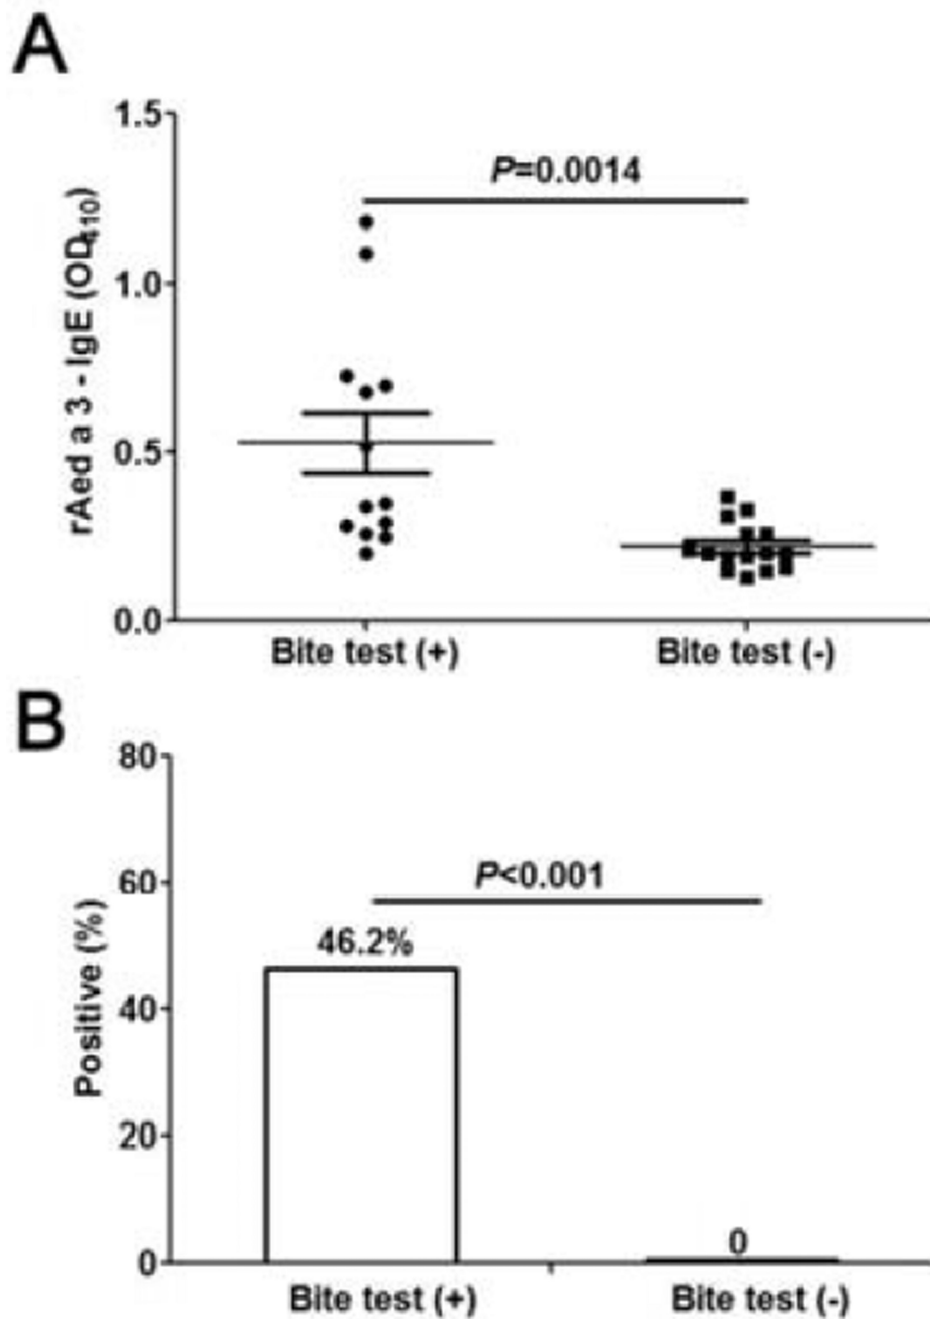 A
1.5
P=0.0014
rAed a 3 - IgE (OD410)
1.0
0.5
0.0
Bite test (+) Bite test (-)
B
80
P<0.001
60
46.2%
Positive (%)
40
20
0
0
Bite test (+) Bite test (-)